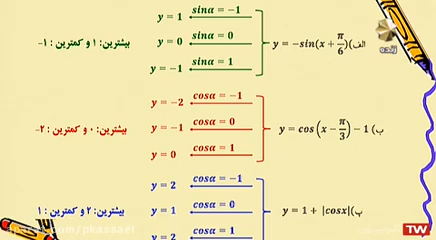 y = 1 sinα = −1
y = 0 sinα = 0
y = −1 sinα = 1
الف) y = −sin(x + π/6)
بیشترین: ۱ و کمترین : ۱−
y = −2 cosα = −1
y = −1 cosα = 0
y = 0 cosα = 1
ب) y = cos(x − π/3) − 1
بیشترین: ۰ و کمترین : ۲−
y = 2 cosα = −1
y = 1 cosα = 0
y = 2 cosα = 1
پ) y = 1 + |cosx|
بیشترین: ۲ و کمترین : ۱
زنده
TW